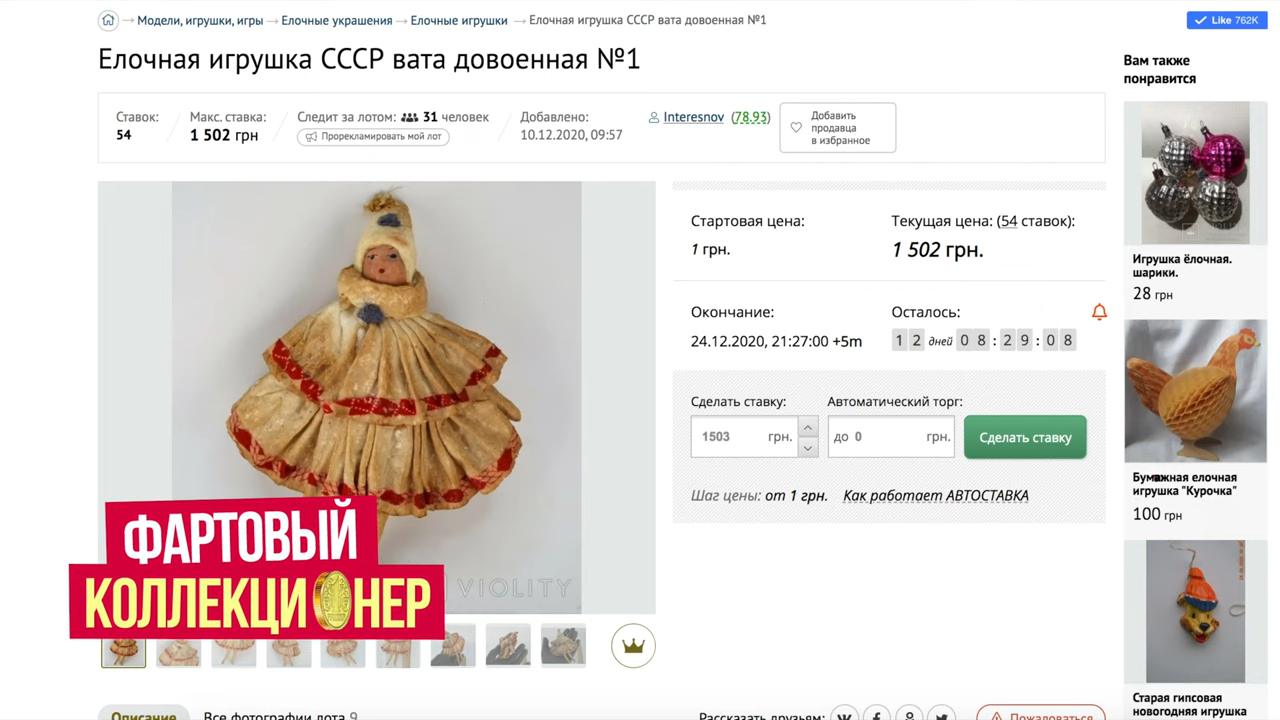 Модели, игрушки, игры → Елочные украшения → Елочные игрушки → Елочная игрушка СССР вата довоенная №1
Like 762K
Елочная игрушка СССР вата довоенная №1
Ставок:
54
Макс. ставка:
1 502 грн
Следит за лотом: 31 человек
Прорекламировать мой лот
Добавлено:
10.12.2020, 09:57
Interesnov (78.93)
Добавить
продавца
в избранное
Стартовая цена:
1 грн.
Текущая цена: (54 ставок):
1 502 грн.
Окончание:
24.12.2020, 21:27:00 +5m
Осталось:
12 дней 08:29:08
Сделать ставку:
1503 грн.
Автоматический торг:
до 0 грн.
Сделать ставку
Шаг цены: от 1 грн. Как работает АВТОСТАВКА
VIOLITY
ФАРТОВЫЙ
КОЛЛЕКЦИОНЕР
Описание
Все фотографии лота 9
Рассказать друзьям:
Пожаловаться
Вам также
понравится
Игрушка ёлочная.
шарики.
28 грн
Бумажная елочная
игрушка "Курочка"
100 грн
Старая гипсовая
новогодняя игрушка